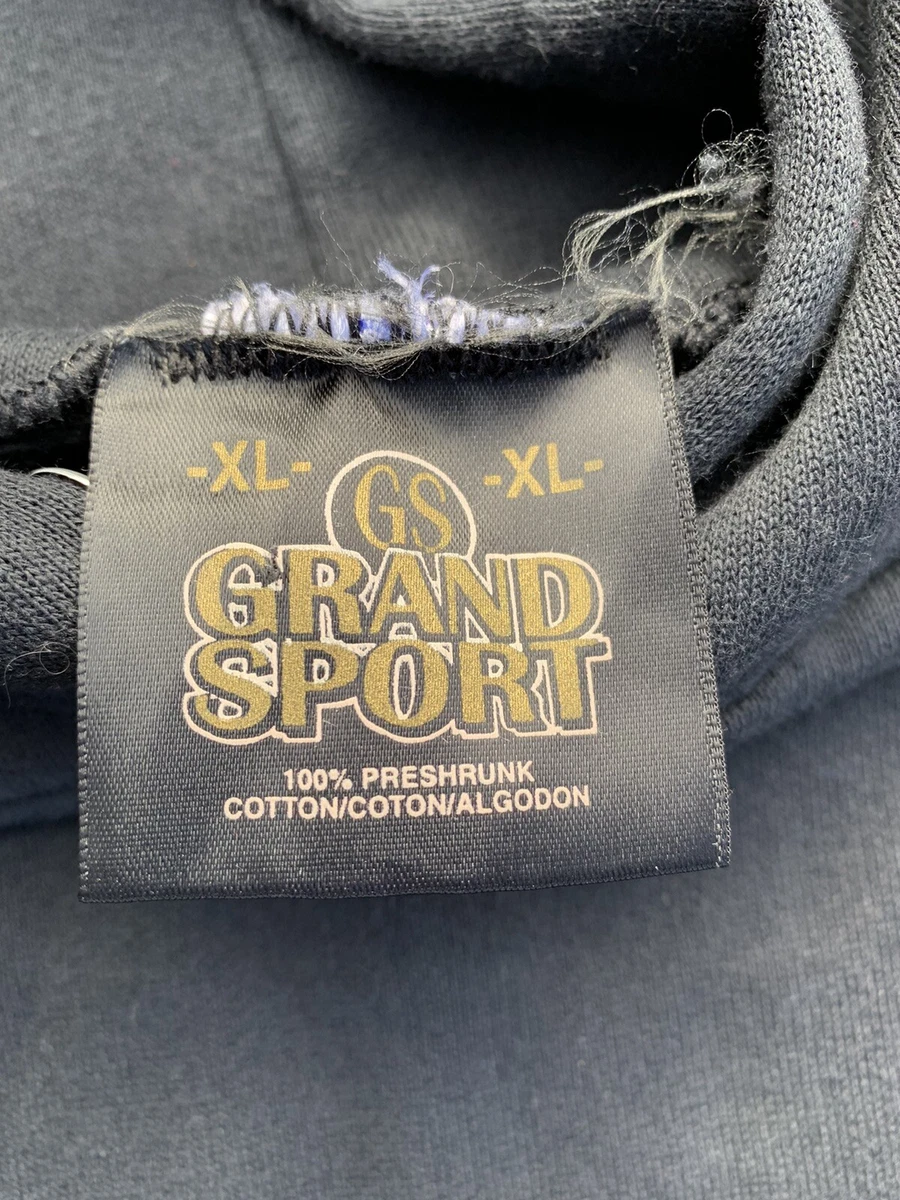 -XL- GS -XL-
GRAND
SPORT
100% PRESHRUNK
COTTON/COTON/ALGODON